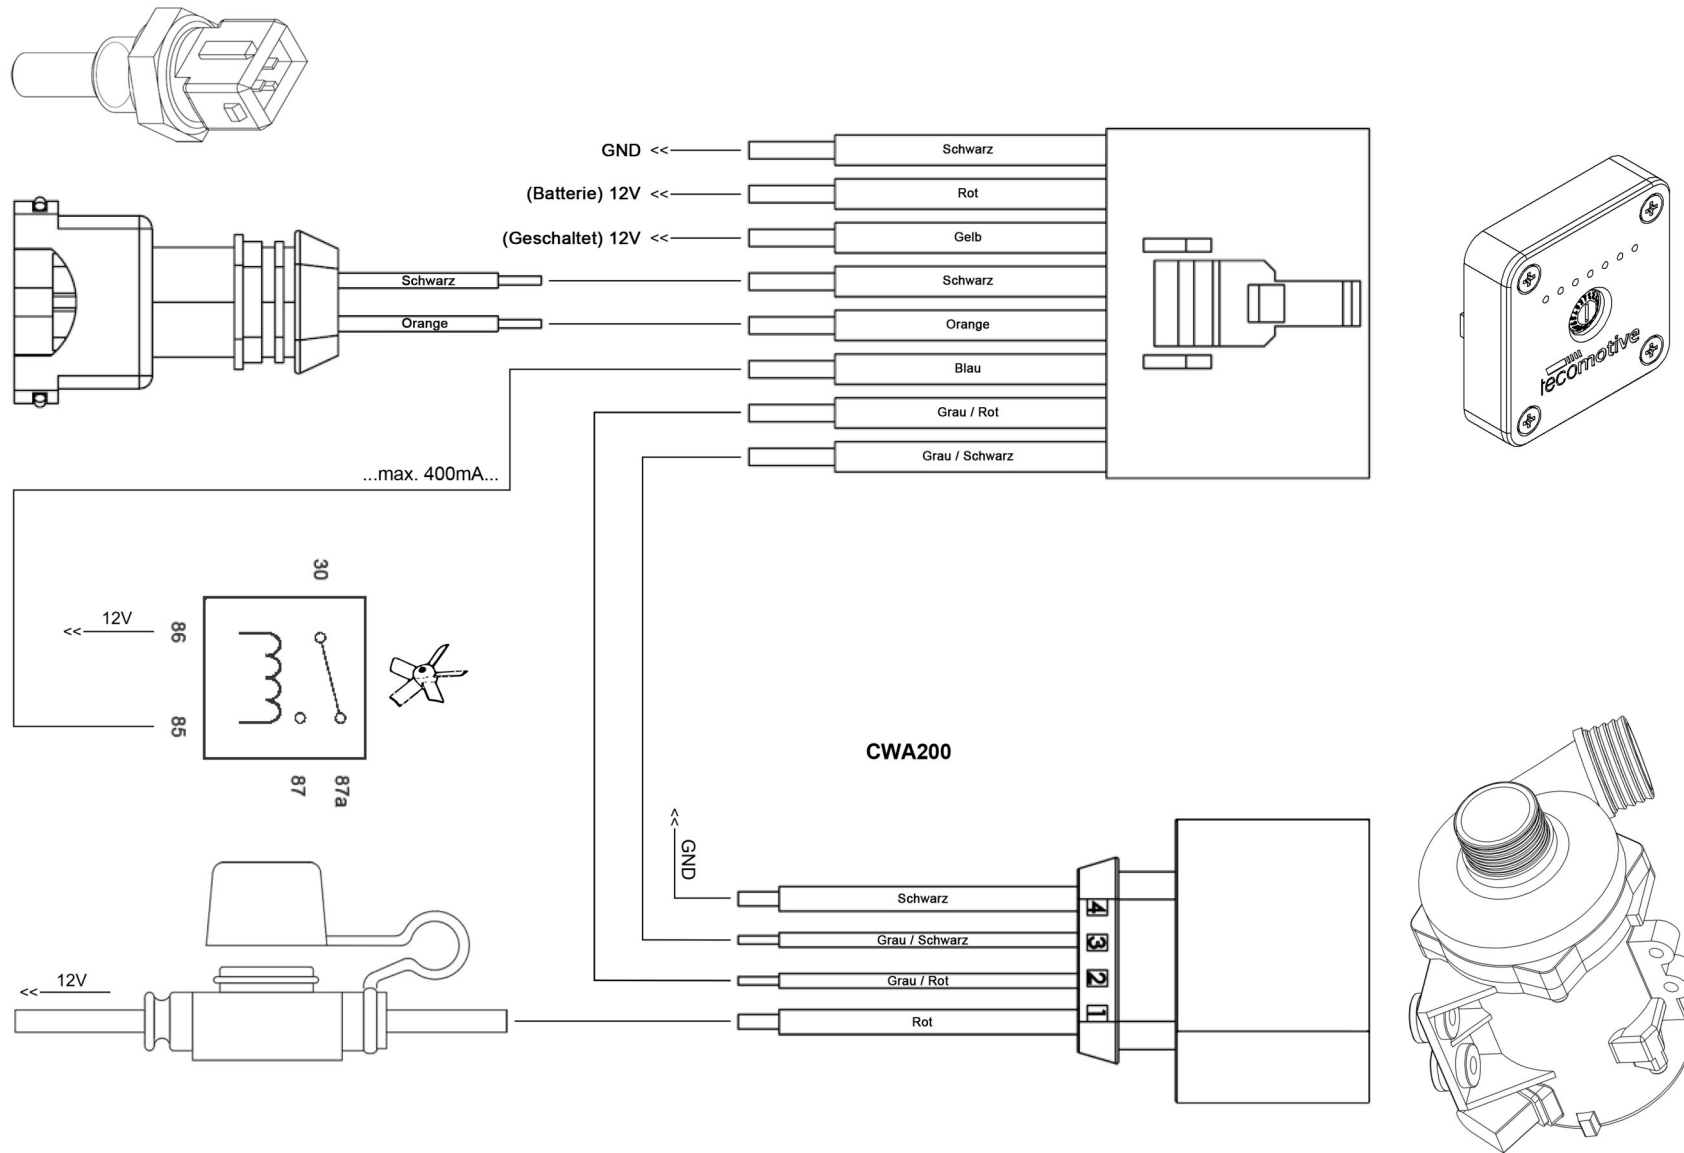 GND <<
Schwarz
(Batterie) 12V <<
Rot
(Geschaltet) 12V <<
Gelb
Schwarz
Schwarz
Orange
Orange
Blau
Grau / Rot
Grau / Schwarz
...max. 400mA...
tecomotive
30
<< 12V
86
85
87
87a
CWA200
<<
GND
Schwarz
4
Grau / Schwarz
3
Grau / Rot
2
Rot
1
<< 12V